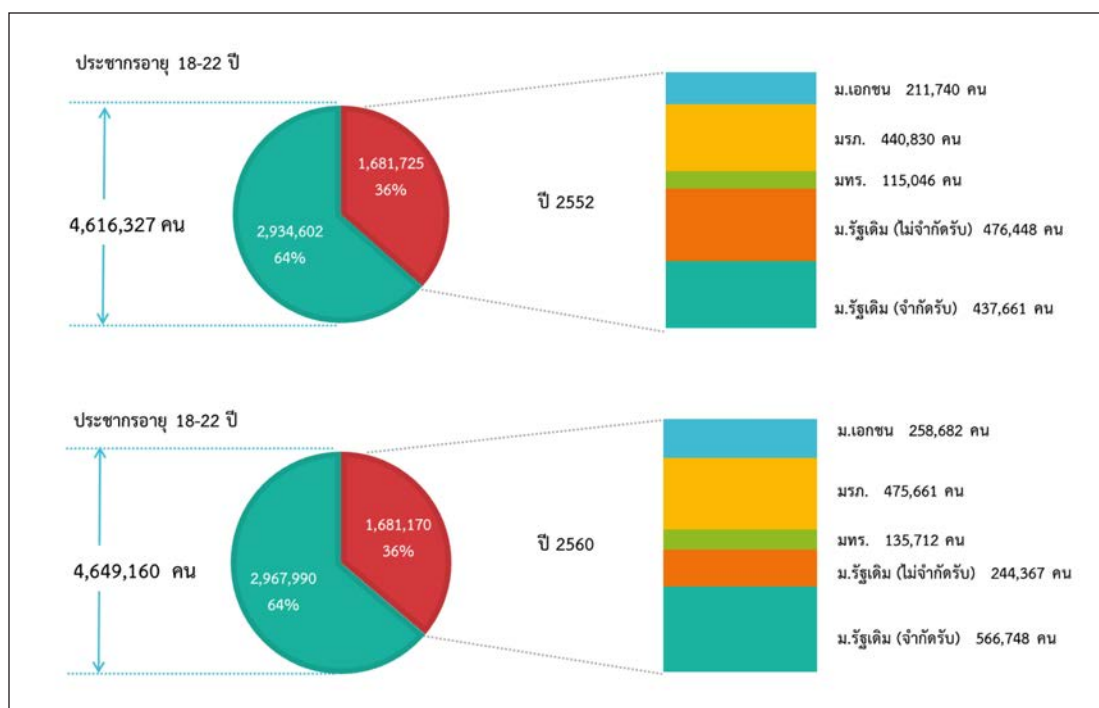 ประชากรอายุ 18-22 ปี
4,616,327 คน
1,681,725
36%
2,934,602
64%
ปี 2552
ม.เอกชน 211,740 คน
มรภ. 440,830 คน
มทร. 115,046 คน
ม.รัฐเดิม (ไม่จำกัดรับ) 476,448 คน
ม.รัฐเดิม (จำกัดรับ) 437,661 คน
ประชากรอายุ 18-22 ปี
4,649,160 คน
1,681,170
36%
2,967,990
64%
ปี 2560
ม.เอกชน 258,682 คน
มรภ. 475,661 คน
มทร. 135,712 คน
ม.รัฐเดิม (ไม่จำกัดรับ) 244,367 คน
ม.รัฐเดิม (จำกัดรับ) 566,748 คน